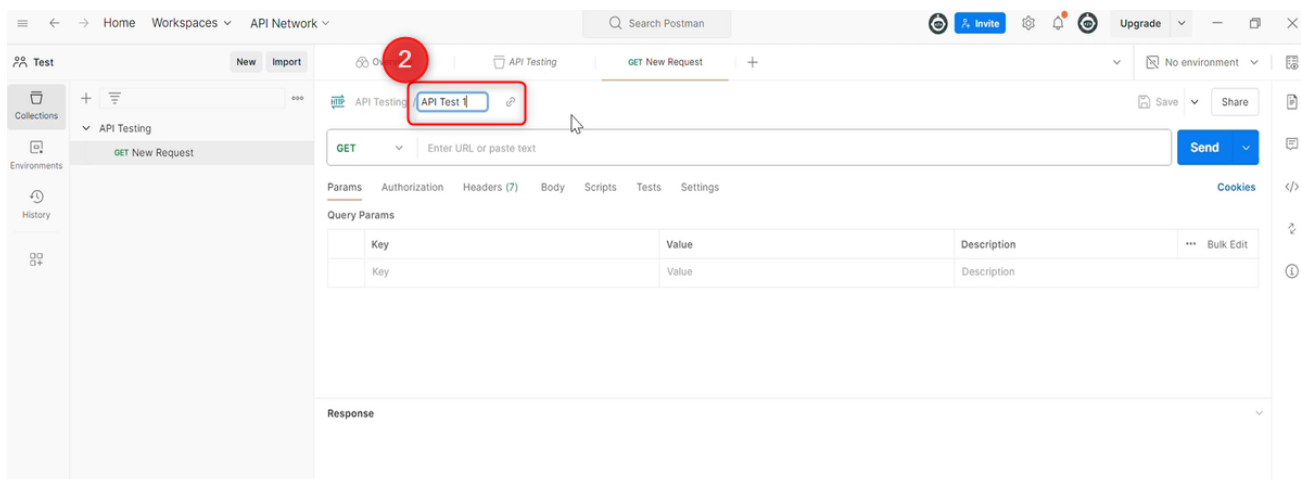 Home Workspaces API Network Search Postman Invite Upgrade
Test New Import 2 API Testing GET New Request No environment
Collections API Testing / API Test 1 Save Share
API Testing
GET New Request
GET Enter URL or paste text Send
Environments
Params Authorization Headers (7) Body Scripts Tests Settings Cookies
History
Query Params
Key Value Description Bulk Edit
Key Value Description
Response